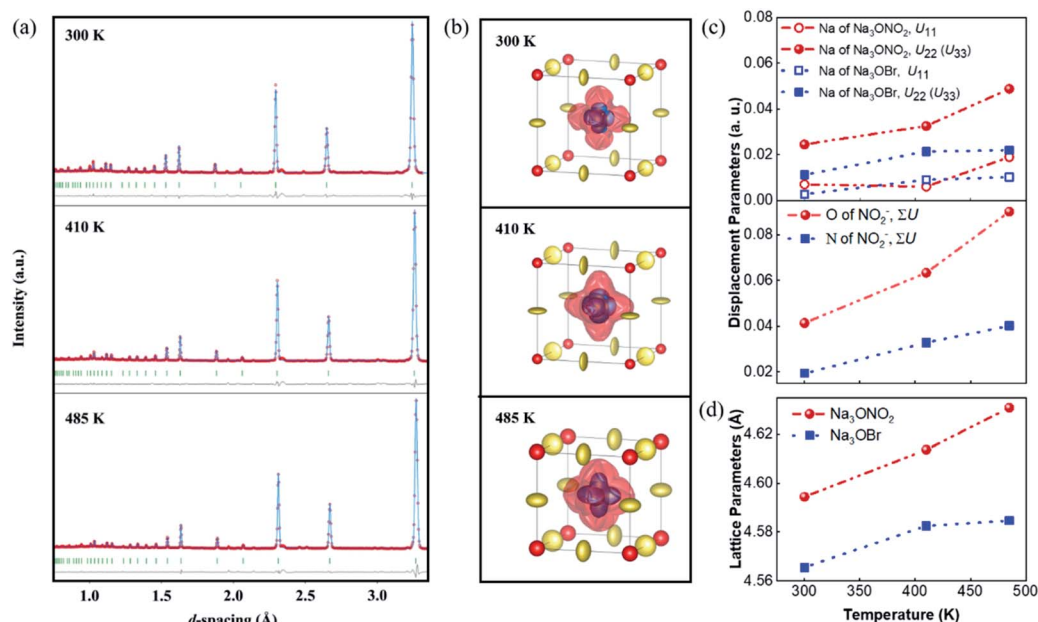 (a)
300 K
410 K
485 K
Intensity (a.u.)
1.0 1.5 2.0 2.5 3.0
d-spacing (Å)
(b)
300 K
410 K
485 K
(c)
Na of Na₃ONO₂, U₁₁
Na of Na₃ONO₂, U₂₂ (U₃₃)
Na of Na₃OBr, U₁₁
Na of Na₃OBr, U₂₂ (U₃₃)
0.08
0.06
0.04
0.02
0.00
O of NO₂⁻, ΣU
N of NO₂⁻, ΣU
0.08
0.06
0.04
0.02
Displacement Parameters (a. u.)
(d)
Na₃ONO₂
Na₃OBr
4.62
4.60
4.58
4.56
Lattice Parameters (Å)
300 350 400 450 500
Temperature (K)